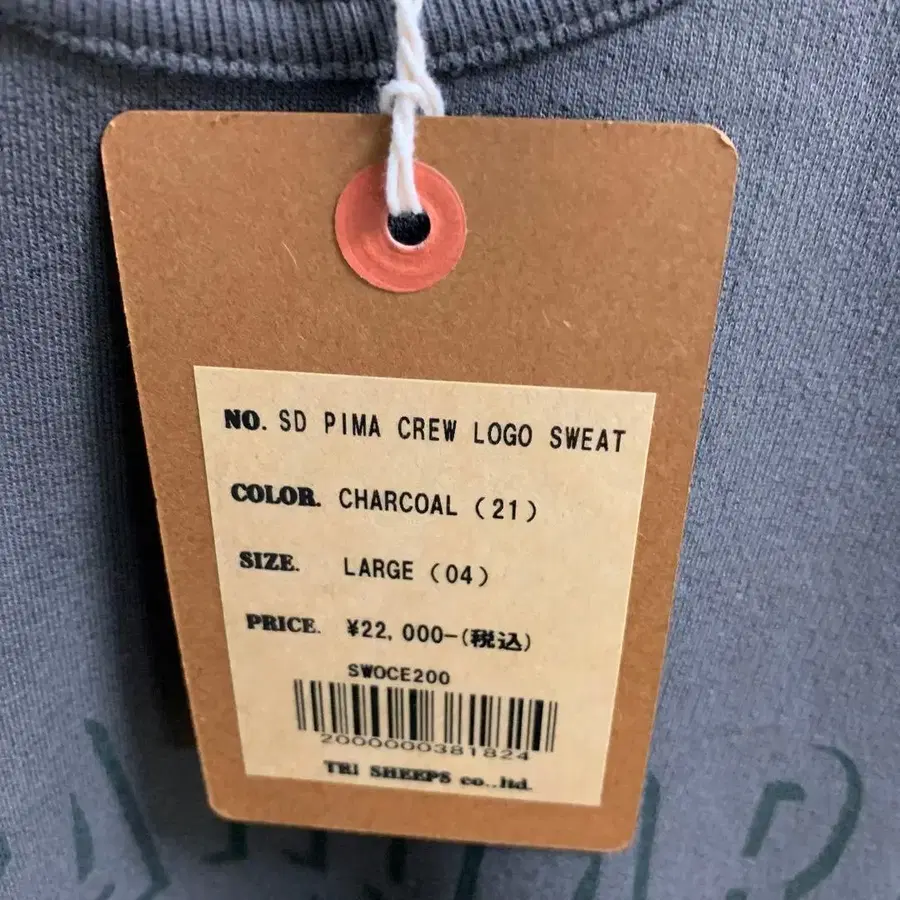 NO. SD PIMA CREW LOGO SWEAT
COLOR. CHARCOAL (21)
SIZE. LARGE (04)
PRICE. ¥22,000-(税込)
SWOCE200
2000000381824
TRI SHEEPS co.,ltd.